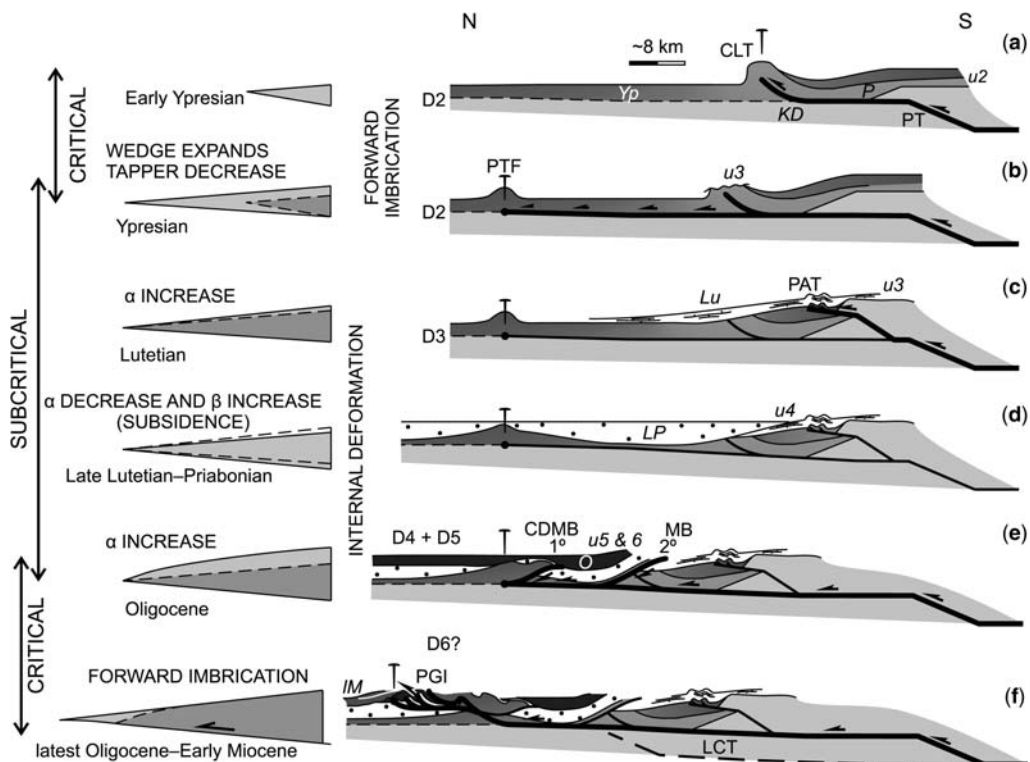 N
S
CRITICAL
Early Ypresian
~8 km
CLT
(a)
u2
D2
Yp
P
KD
PT
FORWARD
IMBRICATION
WEDGE EXPANDS
TAPPER DECREASE
Ypresian
PTF
u3
(b)
D2
SUBCRITICAL
α INCREASE
Lutetian
Lu
PAT
u3
(c)
D3
INTERNAL DEFORMATION
α DECREASE AND β INCREASE
(SUBSIDENCE)
Late Lutetian–Priabonian
u4
(d)
LP
α INCREASE
Oligocene
D4 + D5
CDMB
1º
u5 & 6
MB
2º
(e)
O
CRITICAL
FORWARD IMBRICATION
latest Oligocene–Early Miocene
D6?
IM
PGI
(f)
LCT